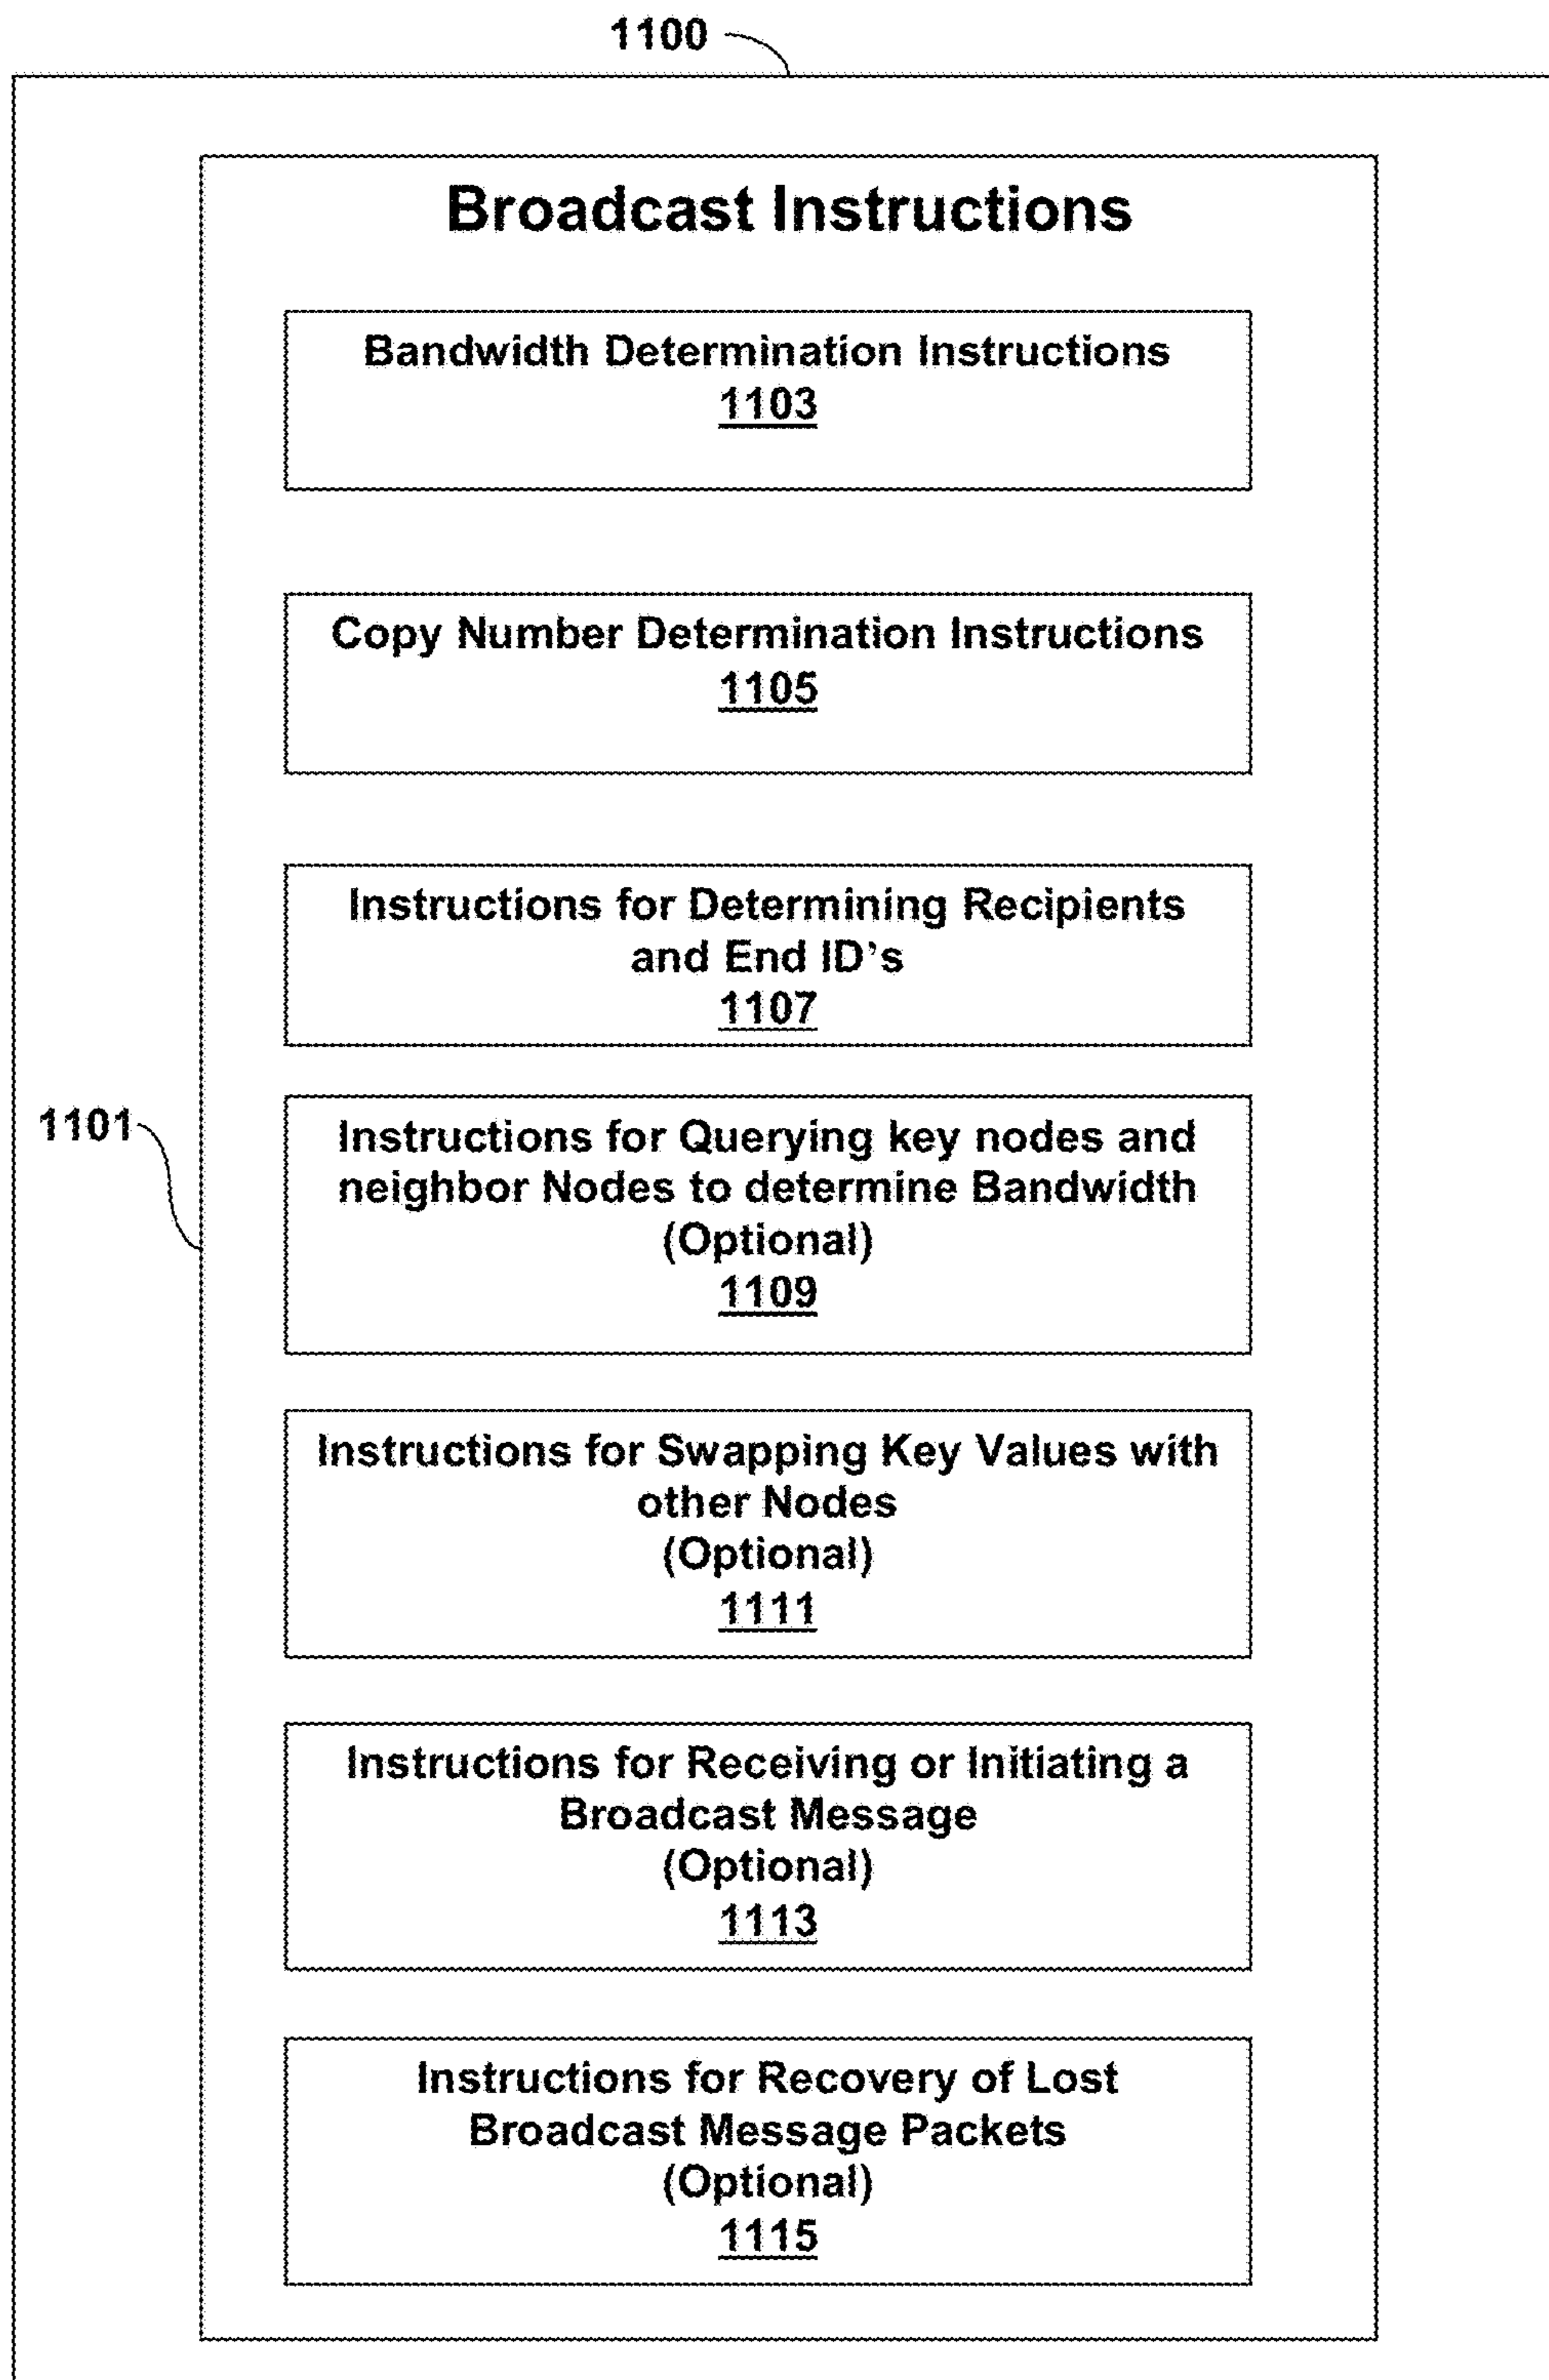 1100
Broadcast Instructions
Bandwidth Determination Instructions
1103
Copy Number Determination Instructions
1105
Instructions for Determining Recipients
and End ID's
1107
1101
Instructions for Querying key nodes and
neighbor Nodes to determine Bandwidth
(Optional)
1109
Instructions for Swapping Key Values with
other Nodes
(Optional)
1111
Instructions for Receiving or Initiating a
Broadcast Message
(Optional)
1113
Instructions for Recovery of Lost
Broadcast Message Packets
(Optional)
1115